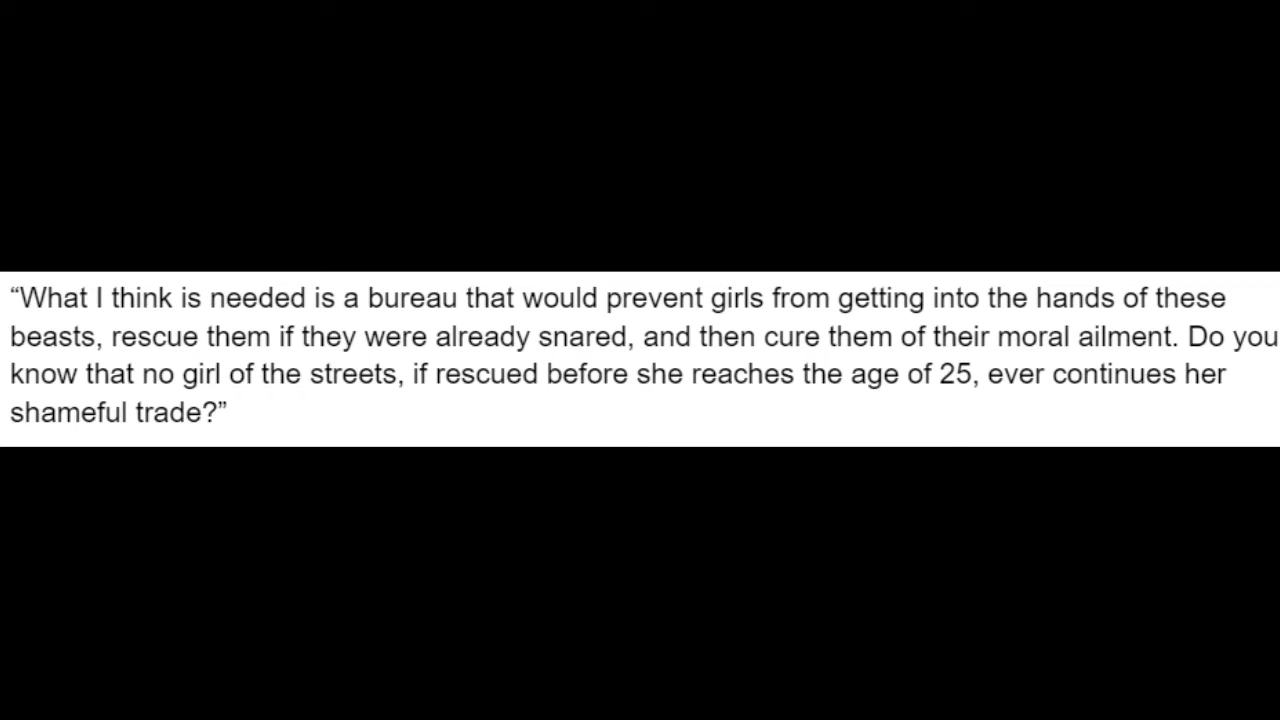 “What I think is needed is a bureau that would prevent girls from getting into the hands of these
beasts, rescue them if they were already snared, and then cure them of their moral ailment. Do you
know that no girl of the streets, if rescued before she reaches the age of 25, ever continues her
shameful trade?”